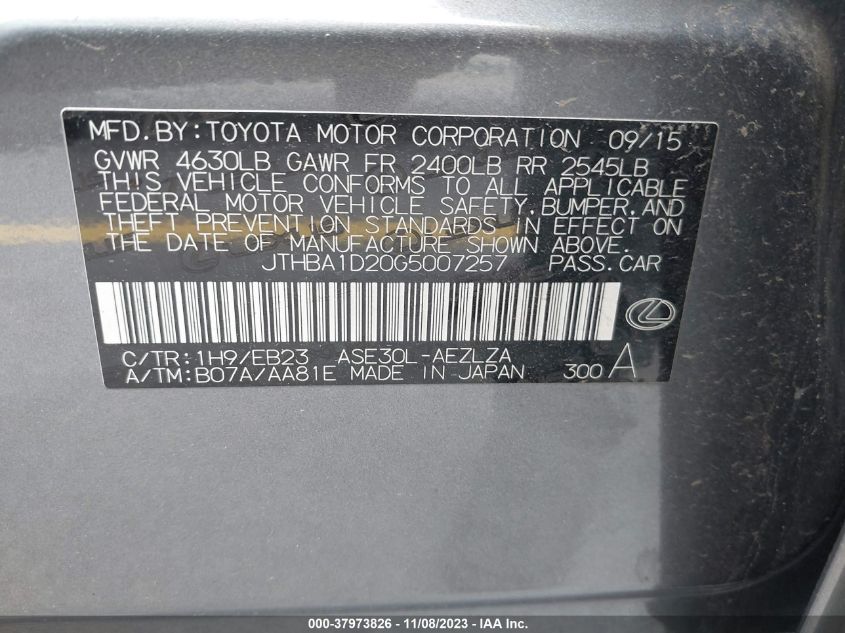 MFD.BY:TOYOTA MOTOR CORPORATION 09/15
GVWR 4630LB GAWR FR 2400LB RR 2545LB
THIS VEHICLE CONFORMS TO ALL APPLICABLE
FEDERAL MOTOR VEHICLE SAFETY,BUMPER,AND
THEFT PREVENTION STANDARDS IN EFFECT ON
THE DATE OF MANUFACTURE SHOWN ABOVE.
JTHBA1D20G5007257 PASS.CAR
C/TR:1H9/EB23 ASE30L-AEZLZA
A/TM:B07A/AA81E MADE IN JAPAN 300 A
000-37973826 - 11/08/2023 - © IAA Inc.